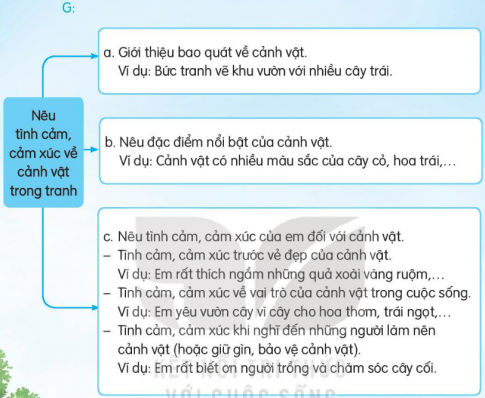 G:
a. Giới thiệu bao quát về cảnh vật.
Ví dụ: Bức tranh vẽ khu vườn với nhiều cây trái.
Nêu
tình cảm,
cảm xúc về
cảnh vật
trong tranh
b. Nêu đặc điểm nổi bật của cảnh vật.
Ví dụ: Cảnh vật có nhiều màu sắc của cây cỏ, hoa trái,...
c. Nêu tình cảm, cảm xúc của em đối với cảnh vật.
– Tình cảm, cảm xúc trước vẻ đẹp của cảnh vật.
Ví dụ: Em rất thích ngắm những quả xoài vàng ruộm,...
– Tình cảm, cảm xúc về vai trò của cảnh vật trong cuộc sống.
Ví dụ: Em yêu vườn cây vì cây cho hoa thơm, trái ngọt,...
– Tình cảm, cảm xúc khi nghĩ đến những người làm nên
cảnh vật (hoặc giữ gìn, bảo vệ cảnh vật).
Ví dụ: Em rất biết ơn người trồng và chăm sóc cây cối.
KẾT NỐI TRI THỨC
VỚI CUỘC SỐNG